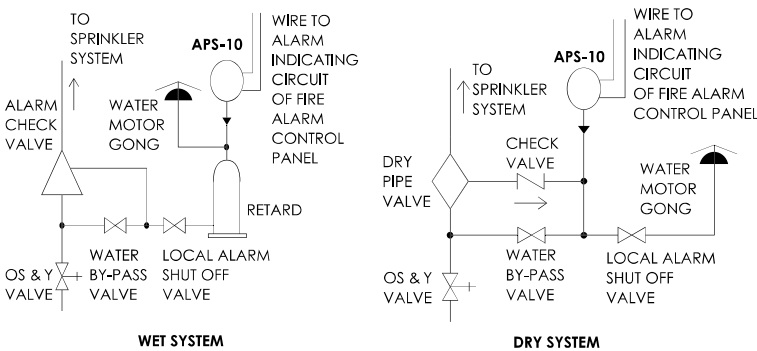 TO
SPRINKLER
SYSTEM
APS-10
WIRE TO
ALARM
INDICATING
CIRCUIT
OF FIRE
ALARM
CONTROL
PANEL
ALARM
CHECK
VALVE
WATER
MOTOR
GONG
RETARD
OS & Y
VALVE
WATER
BY-PASS
VALVE
LOCAL ALARM
SHUT OFF
VALVE
WET SYSTEM
TO
SPRINKLER
SYSTEM
APS-10
WIRE TO
ALARM
INDICATING
CIRCUIT
OF FIRE ALARM
CONTROL PANEL
DRY
PIPE
VALVE
CHECK
VALVE
WATER
MOTOR
GONG
OS & Y
VALVE
WATER
BY-PASS
VALVE
LOCAL ALARM
SHUT OFF
VALVE
DRY SYSTEM